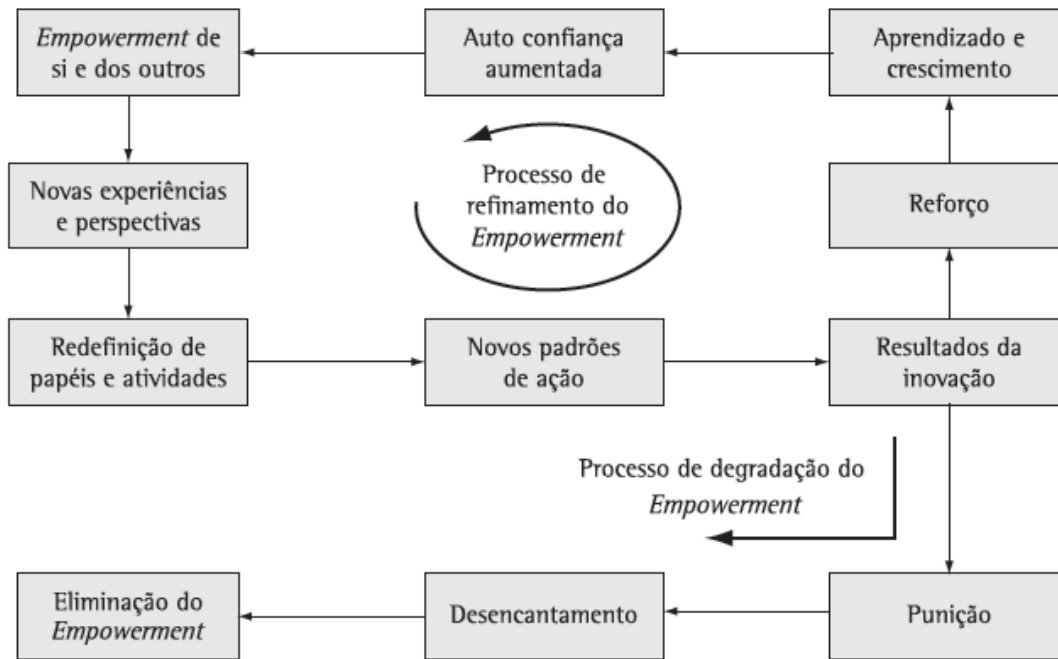 Empowerment de
si e dos outros
Auto confiança
aumentada
Aprendizado e
crescimento
Novas experiências
e perspectivas
Processo de
refinamento do
Empowerment
Reforço
Redefinição de
papéis e atividades
Novos padrões
de ação
Resultados da
inovação
Processo de degradação do
Empowerment
Eliminação do
Empowerment
Desencantamento
Punição